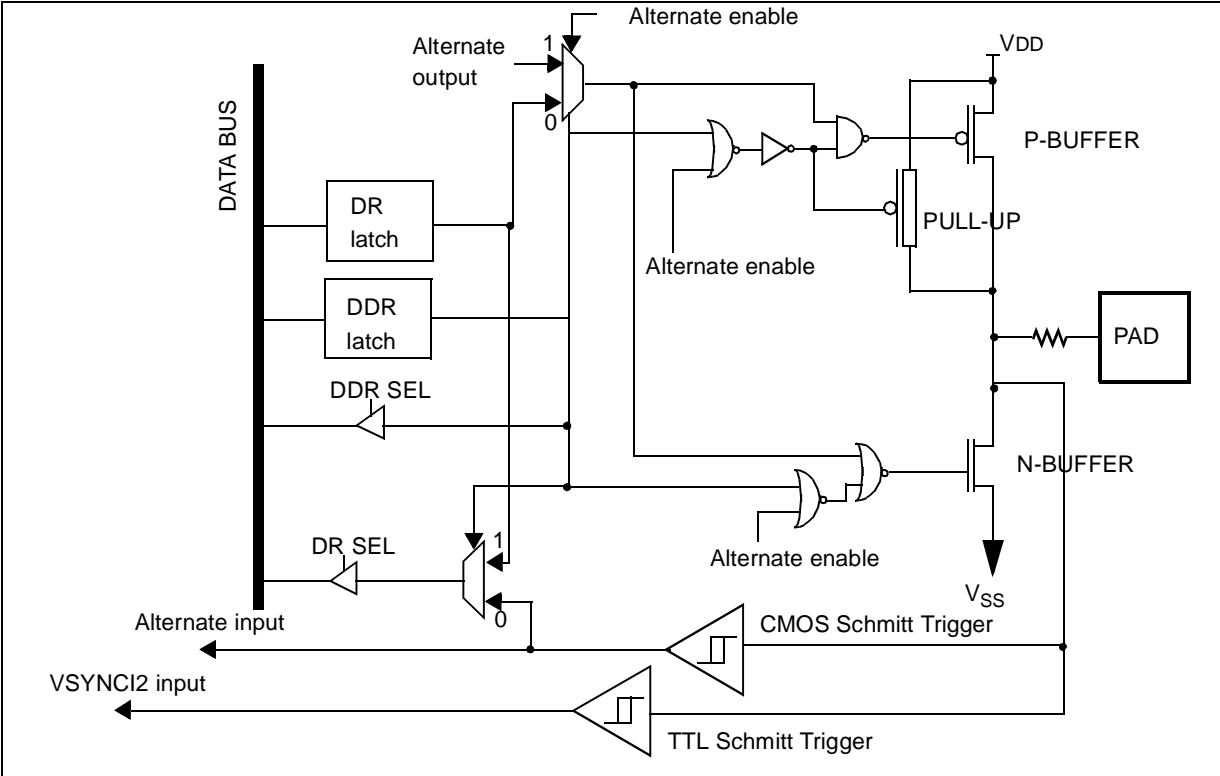 Alternate enable
1
Alternate
output
0
VDD
DATA BUS
P-BUFFER
DR
latch
PULL-UP
Alternate enable
DDR
latch
PAD
DDR SEL
N-BUFFER
1
DR SEL
Alternate enable
0
VSS
Alternate input
CMOS Schmitt Trigger
VSYNCI2 input
TTL Schmitt Trigger